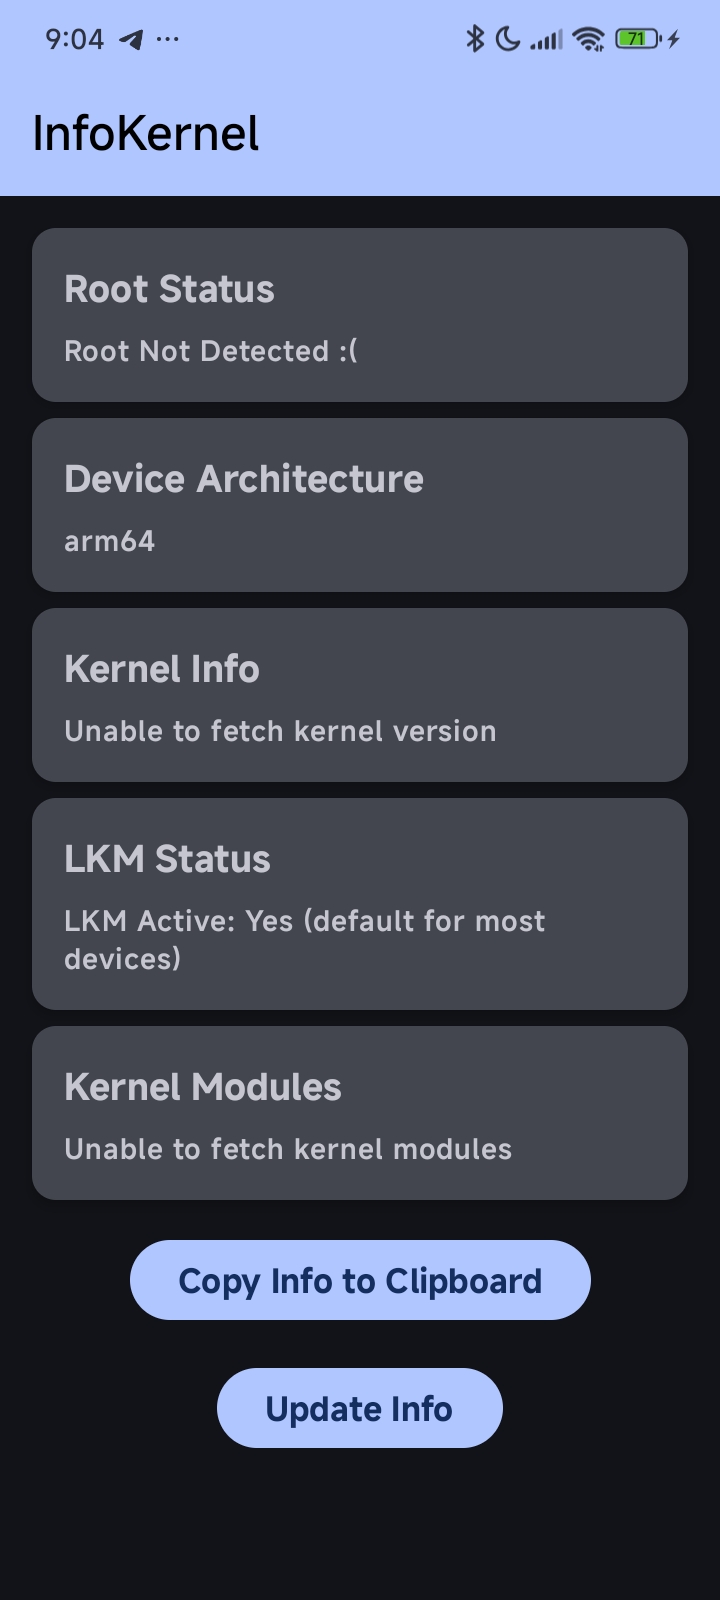 9:04 ...
71
InfoKernel
Root Status
Root Not Detected :(
Device Architecture
arm64
Kernel Info
Unable to fetch kernel version
LKM Status
LKM Active: Yes (default for most
devices)
Kernel Modules
Unable to fetch kernel modules
Copy Info to Clipboard
Update Info